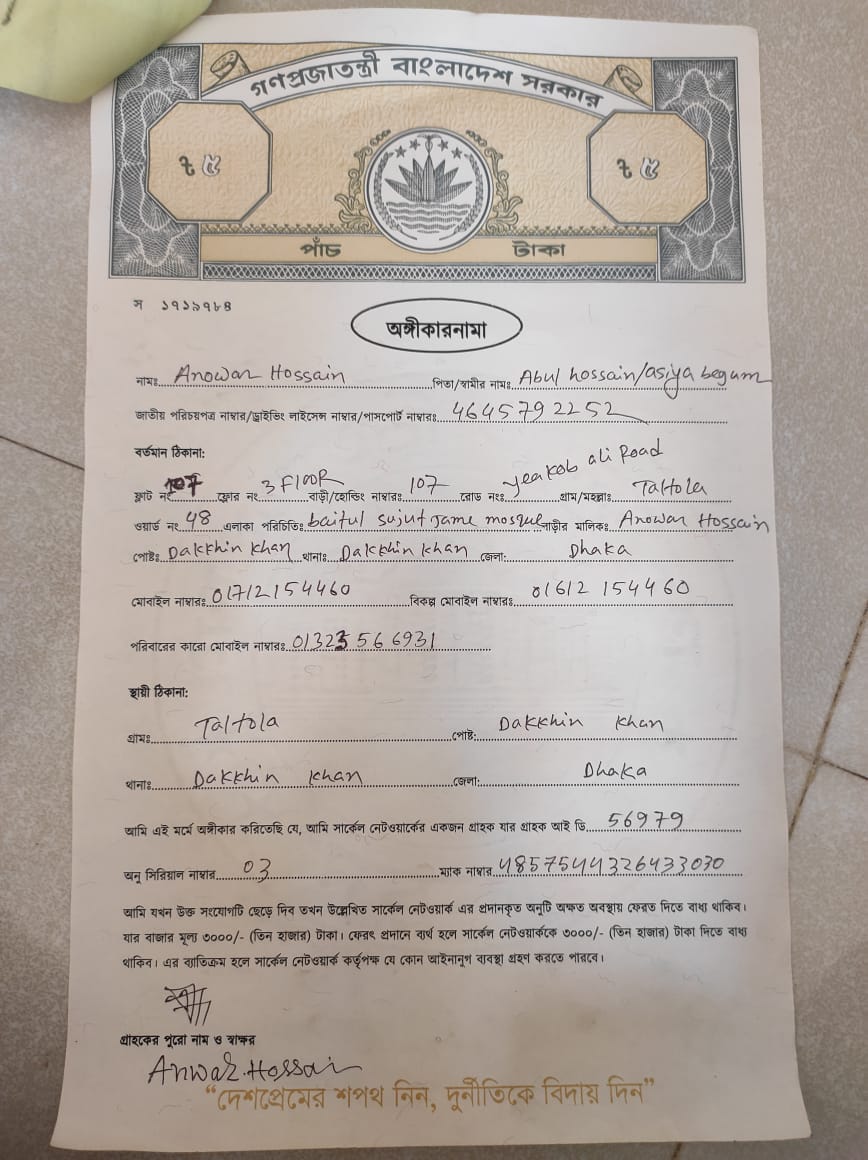 গণপ্রজাতন্ত্রী বাংলাদেশ সরকার
৳ ৫ ৳ ৫
পাঁচ টাকা
স ১৭১৯৭৮৪
অঙ্গীকারনামা
নামঃ Anowar Hossain পিতা/স্বামীর নামঃ Abul hossain/asiya begum
জাতীয় পরিচয়পত্র নাম্বার/ড্রাইভিং লাইসেন্স নাম্বার/পাসপোর্ট নাম্বারঃ 4645792252
বর্তমান ঠিকানা:
ফ্লাট নং 107 ফ্লোর নং 3 FlooR বাড়ী/হোল্ডিং নাম্বারঃ 107 রোড নংঃ yeakob ali Road গ্রাম/মহল্লাঃ Taltola
ওয়ার্ড নং 48 এলাকা পরিচিতিঃ baitul sujut Jame mosque বাড়ীর মালিকঃ Anowar Hossain
পোষ্টঃ Dakkhin Khan থানাঃ Dakkhin Khan জেলা: Dhaka
মোবাইল নাম্বারঃ 01712154460 বিকল্প মোবাইল নাম্বারঃ 01612 154460
পরিবারের কারো মোবাইল নাম্বারঃ 01323566931
স্থায়ী ঠিকানা:
গ্রামঃ Taltola পোষ্ট: Dakkhin Khan
থানাঃ Dakkhin Khan জেলা: Dhaka
আমি এই মর্মে অঙ্গীকার করিতেছি যে, আমি সার্কেল নেটওয়ার্কের একজন গ্রাহক যার গ্রাহক আই ডি 56979
অনু সিরিয়াল নাম্বার 03 ম্যাক নাম্বার 4857544326433030
আমি যখন উক্ত সংযোগটি ছেড়ে দিব তখন উল্লেখিত সার্কেল নেটওয়ার্ক এর প্রদানকৃত অনুটি অক্ষত অবস্থায় ফেরত দিতে বাধ্য থাকিব।
যার বাজার মূল্য ৩০০০/- (তিন হাজার) টাকা। ফেরৎ প্রদানে ব্যর্থ হলে সার্কেল নেটওয়ার্ককে ৩০০০/- (তিন হাজার) টাকা দিতে বাধ্য
থাকিব। এর ব্যতিক্রম হলে সার্কেল নেটওয়ার্ক কর্তৃপক্ষ যে কোন আইনানুগ ব্যবস্থা গ্রহণ করতে পারবে।
গ্রাহকের পুরো নাম ও স্বাক্ষর
Anwar.Hossain
“দেশপ্রেমের শপথ নিন, দুর্নীতিকে বিদায় দিন”